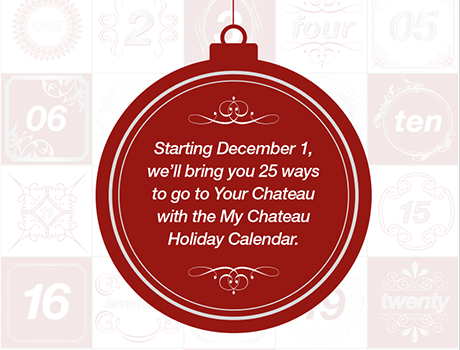 2
four
05
06
ten
15
16
19
twenty
Starting December 1,
we'll bring you 25 ways
to go to Your Chateau
with the My Chateau
Holiday Calendar.